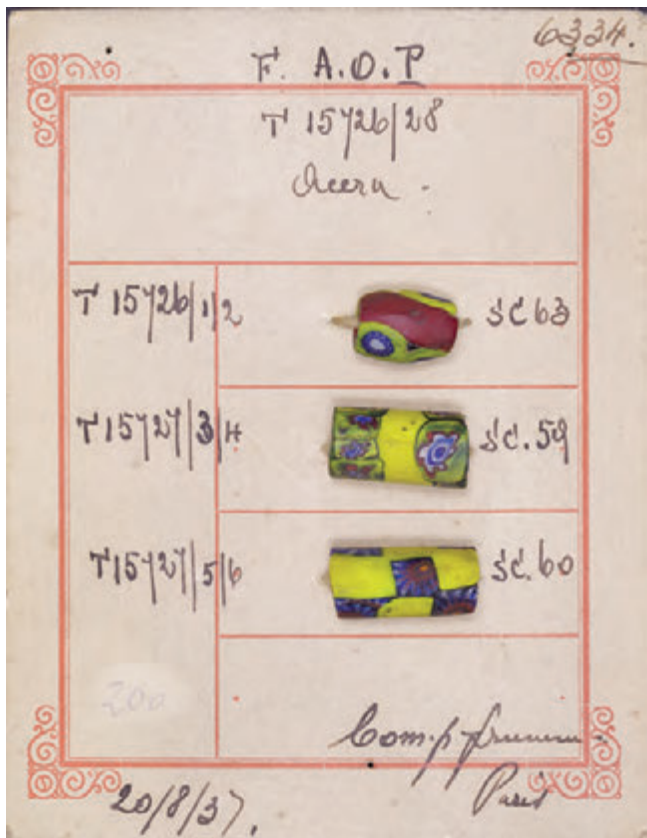 6334.
F. A.O.P
T 15726/28
T 15726/1/2
SC 63
T 15727/3/4
SC. 59
T 15727/5/6
SC. 60
200
Paris
20/8/37.